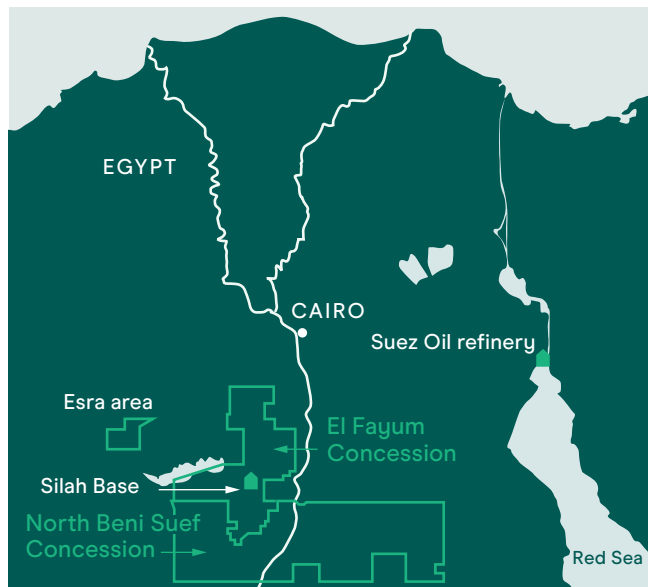 EGYPT
CAIRO
Suez Oil refinery
Esra area
El Fayum
Concession
Silah Base
North Beni Suef
Concession
Red Sea